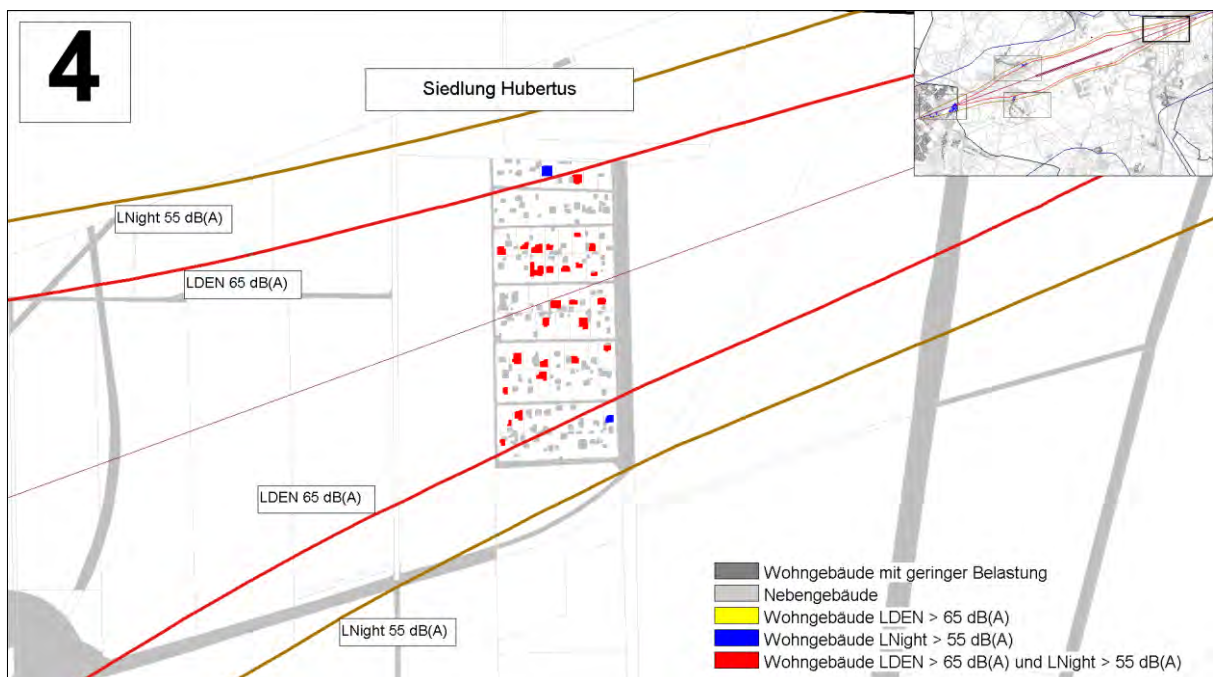 4
Siedlung Hubertus
LNight 55 dB(A)
LDEN 65 dB(A)
LDEN 65 dB(A)
LNight 55 dB(A)
Wohngebäude mit geringer Belastung
Nebengebäude
Wohngebäude LDEN > 65 dB(A)
Wohngebäude LNight > 55 dB(A)
Wohngebäude LDEN > 65 dB(A) und LNight > 55 dB(A)